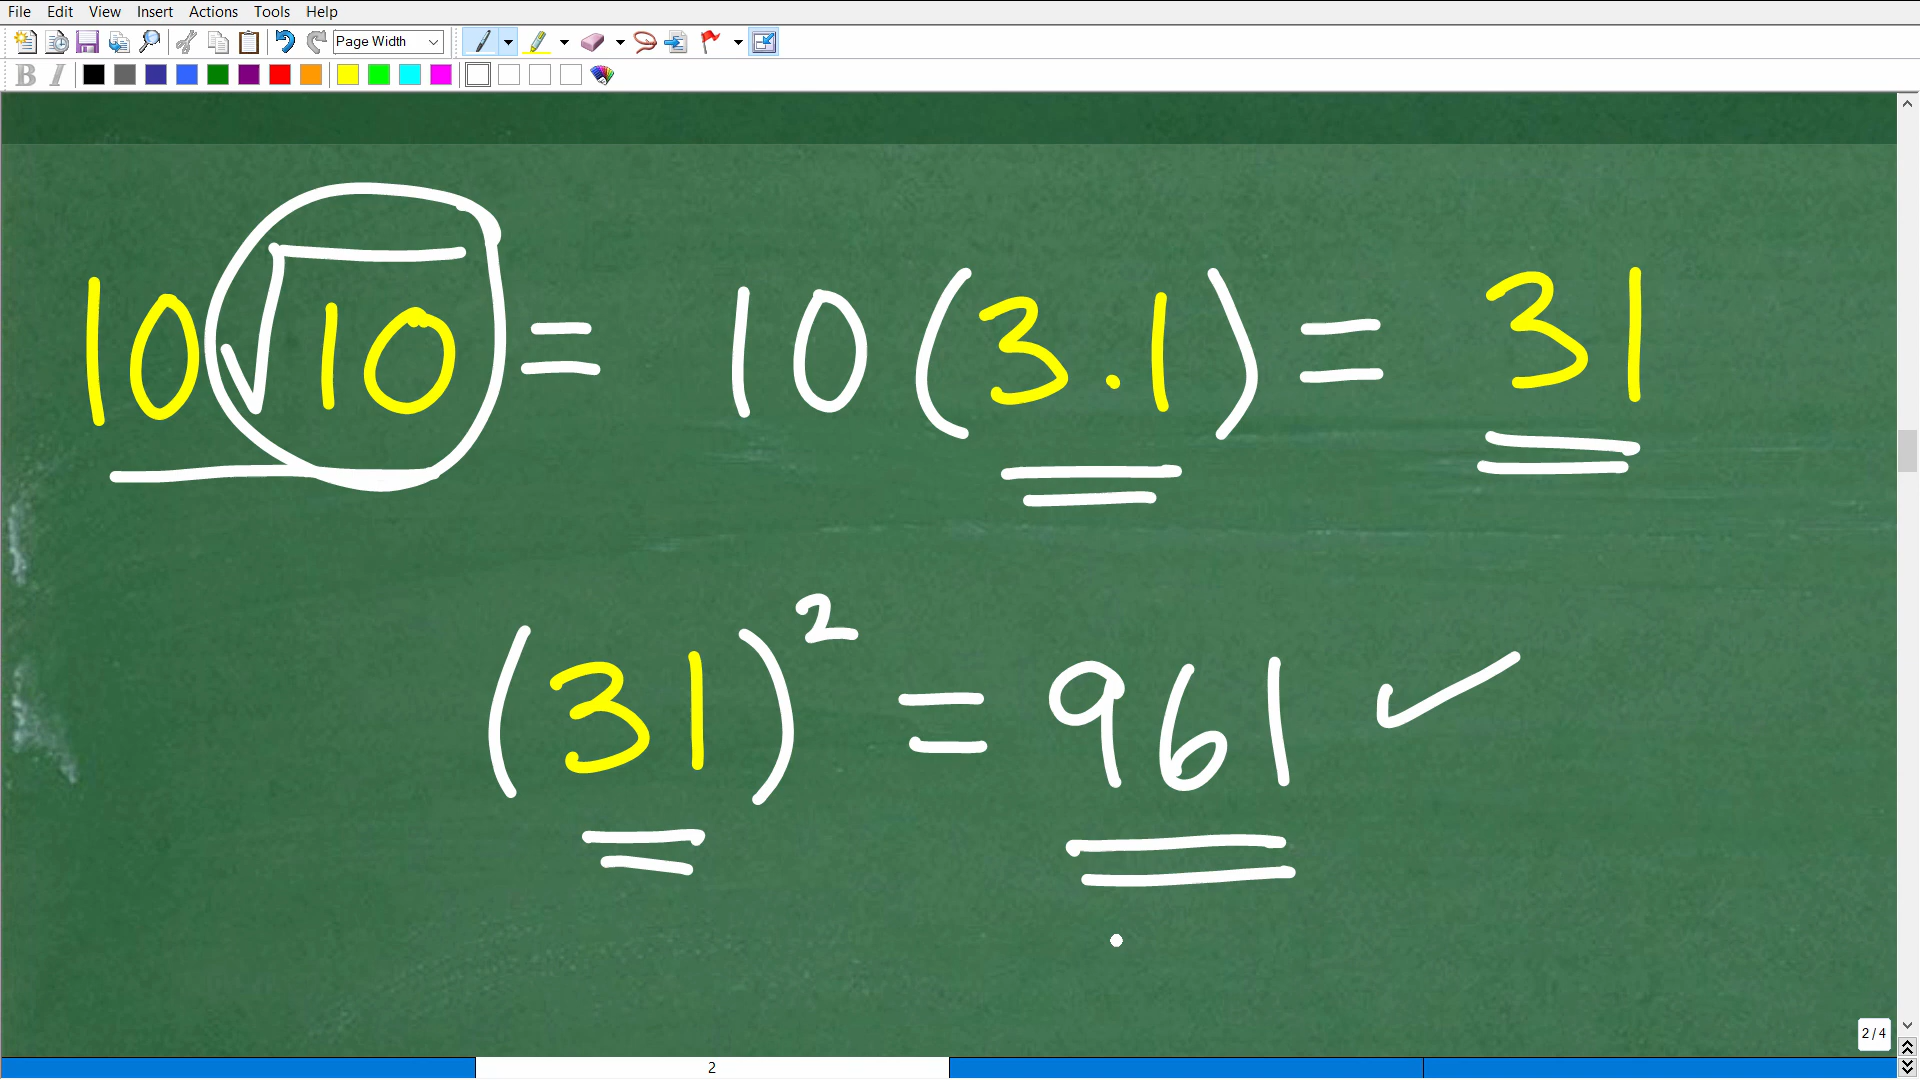 File Edit View Insert Actions Tools Help
Page Width
B I
10√10 = 10(3.1) = 31
(31)² = 961 ✓
2/4
2